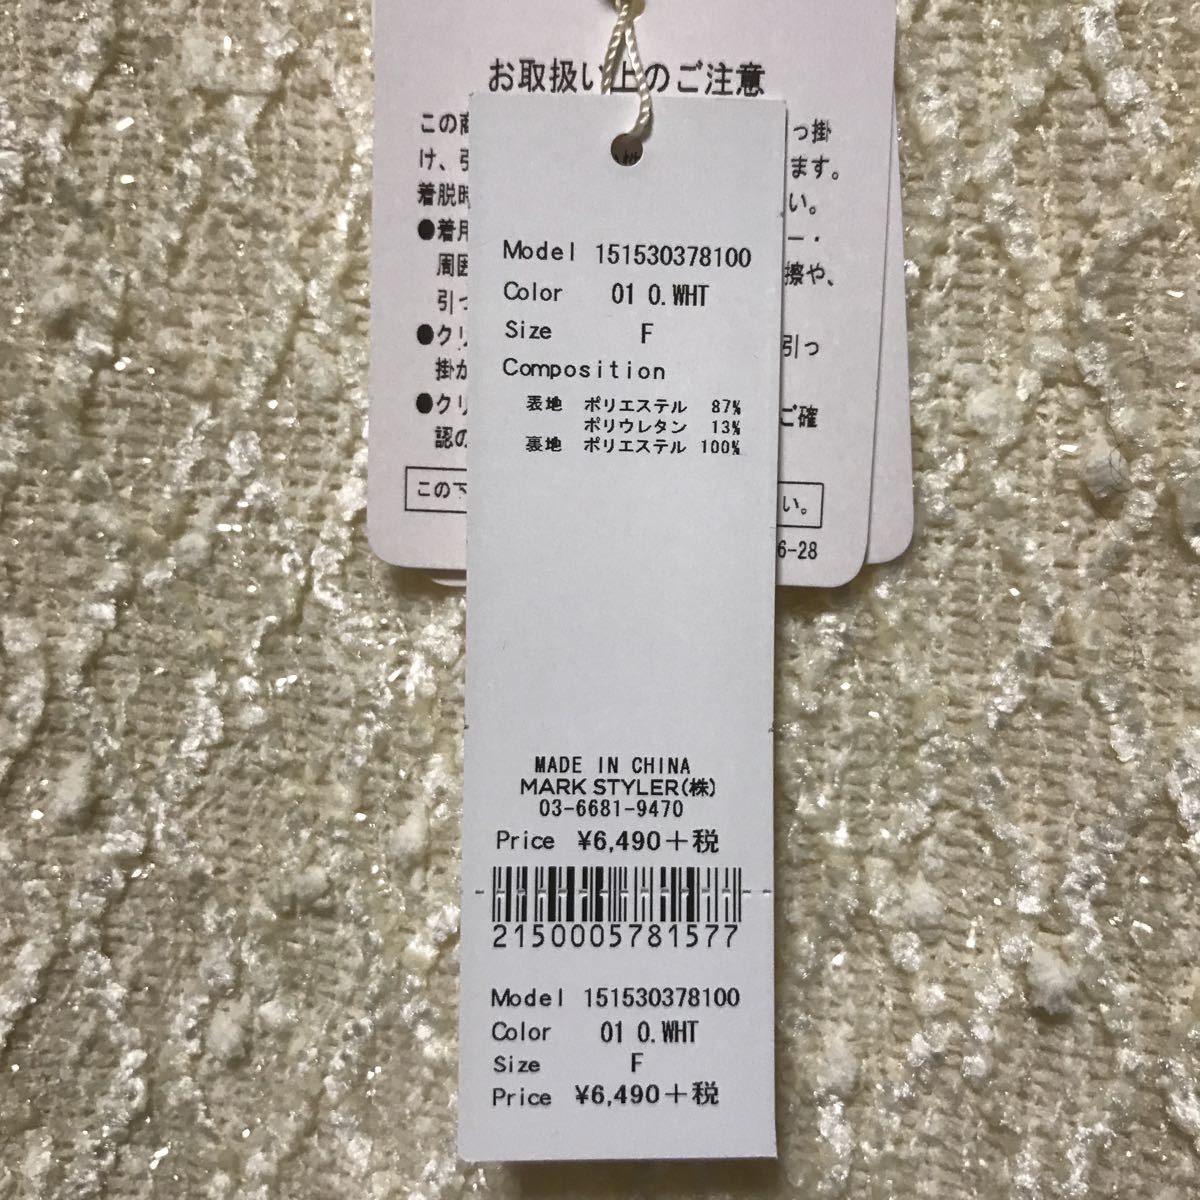 お取扱い上のご注意
この商
っ掛
け、引
ます。
着脱時
い。
●着用
ー・
周囲
擦や、
引っ
●クリ
引っ
掛か
●クリ
ご確
認の
この下
い。
6-28
Model 151530378100
Color 01 O.WHT
Size F
Composition
表地 ポリエステル 87%
ポリウレタン 13%
裏地 ポリエステル 100%
MADE IN CHINA
MARK STYLER(株)
03-6681-9470
Price ¥6,490+税
2150005781577
Model 151530378100
Color 01 O.WHT
Size F
Price ¥6,490+税